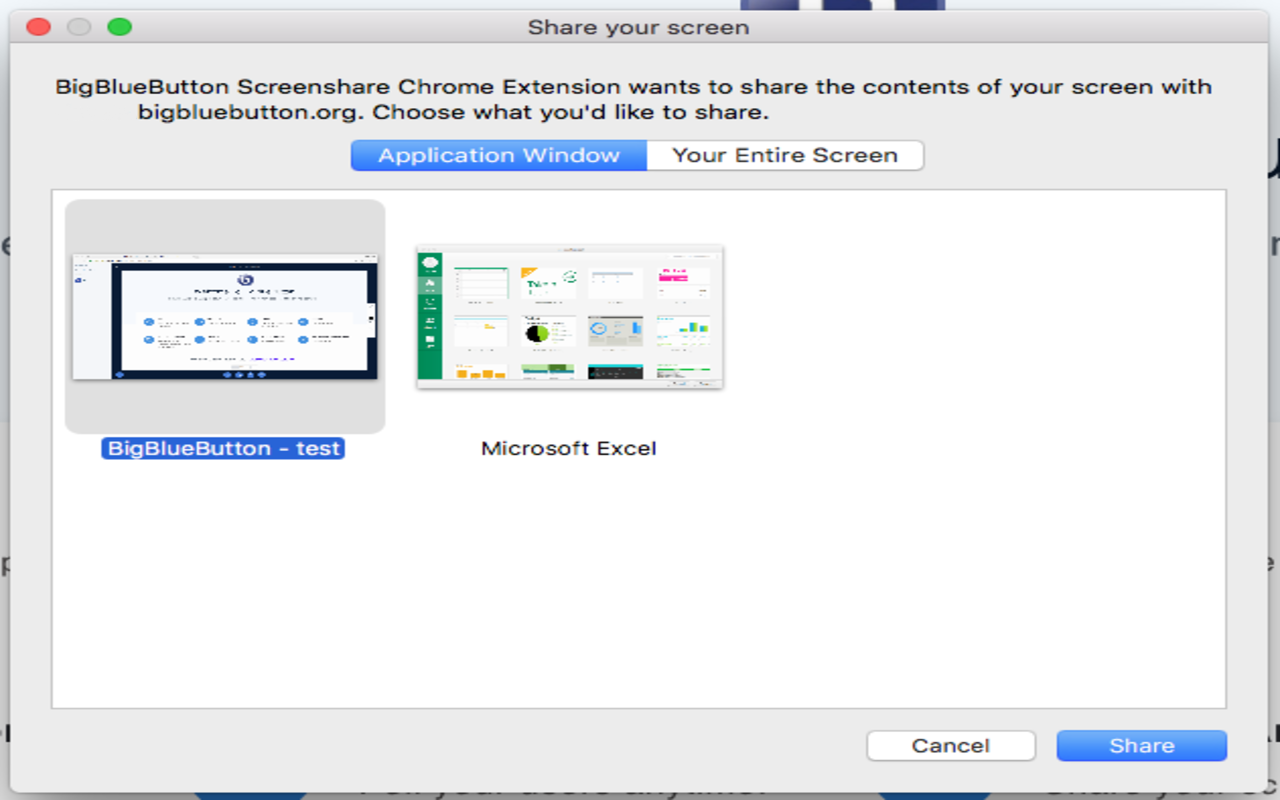 Share your screen
BigBlueButton Screenshare Chrome Extension wants to share the contents of your screen with
bigbluebutton.org. Choose what you'd like to share.
Application Window
Your Entire Screen
BigBlueButton - test
Microsoft Excel
Cancel
Share